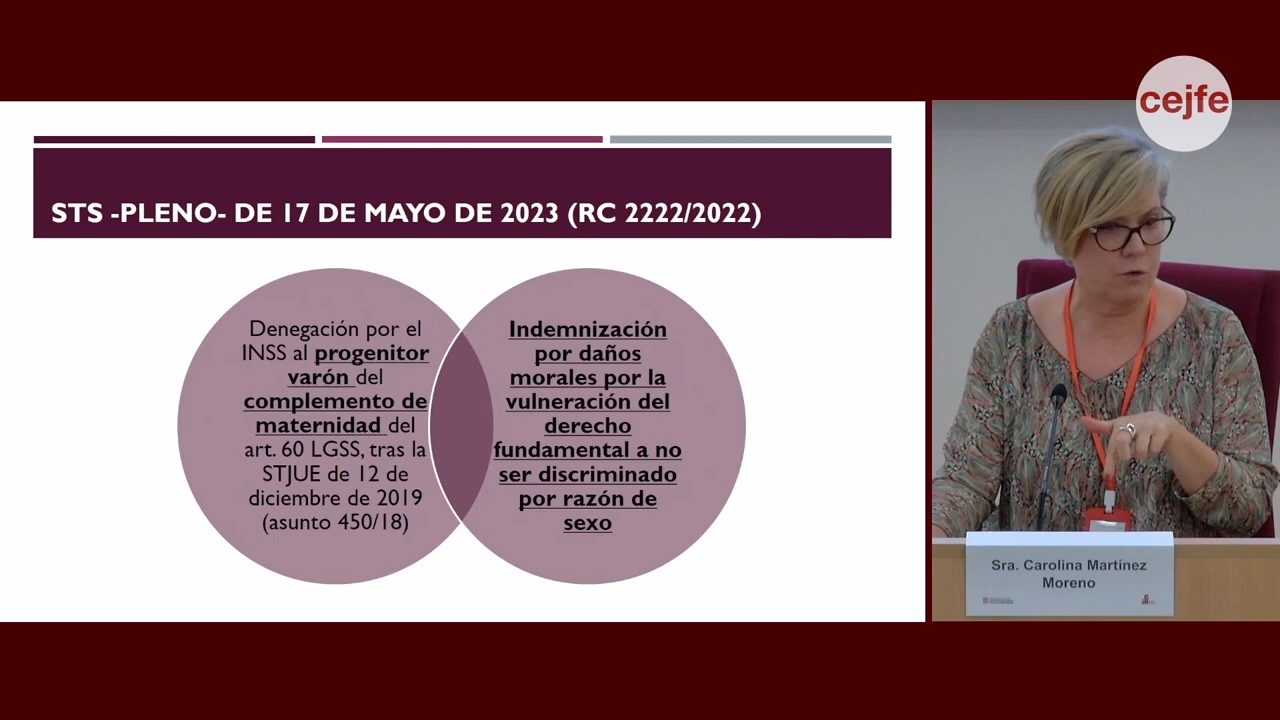 cejfe
STS -PLENO- DE 17 DE MAYO DE 2023 (RC 2222/2022)
Denegación por el
INSS al progenitor
varón del
complemento de
maternidad del
art. 60 LGSS, tras la
STJUE de 12 de
diciembre de 2019
(asunto 450/18)
Indemnización
por daños
morales por la
vulneración del
derecho
fundamental a no
ser discriminado
por razón de
sexo
Sra. Carolina Martínez
Moreno